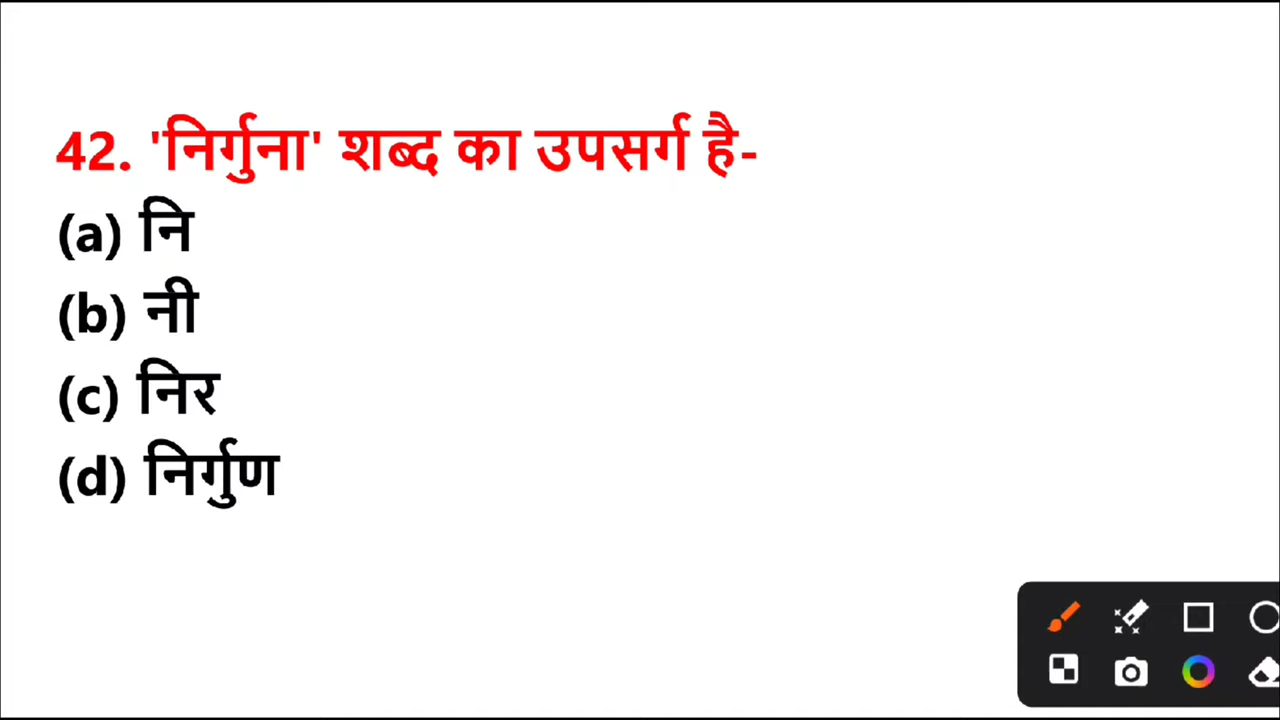 42. 'निर्गुना' शब्द का उपसर्ग है-
(a) नि
(b) नी
(c) निर
(d) निर्गुण